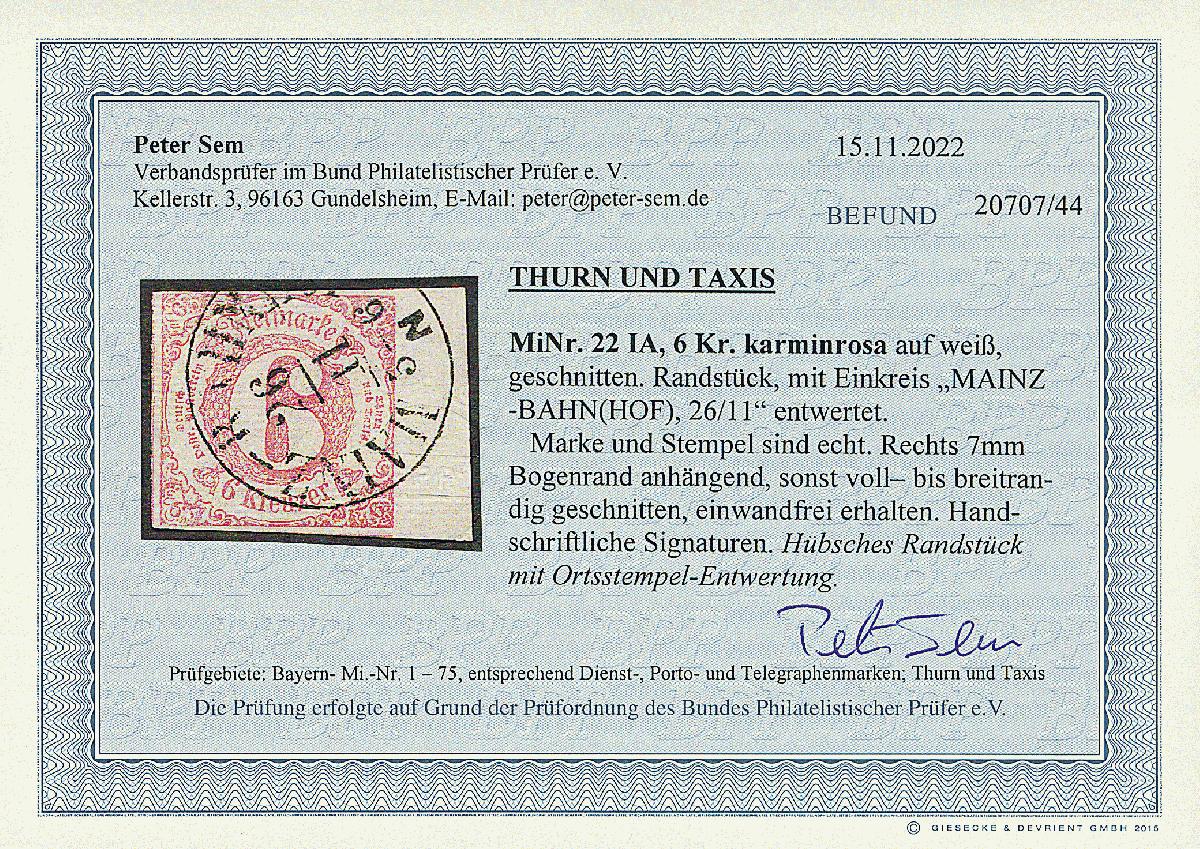 Peter Sem
Verbandsprüfer im Bund Philatelistischer Prüfer e. V.
Kellerstr. 3, 96163 Gundelsheim, E-Mail: peter@peter-sem.de
15.11.2022
BEFUND 20707/44
THURN UND TAXIS
MiNr. 22 IA, 6 Kr. karminrosa auf weiß,
geschnitten. Randstück, mit Einkreis „MAINZ
-BAHN(HOF), 26/11“ entwertet.
Marke und Stempel sind echt. Rechts 7mm
Bogenrand anhängend, sonst voll– bis breitran-
dig geschnitten, einwandfrei erhalten. Hand-
schriftliche Signaturen. Hübsches Randstück
mit Ortsstempel-Entwertung.
Freimarke
6 Kreuzer
Peter Sem
Prüfgebiete: Bayern- Mi.-Nr. 1 – 75, entsprechend Dienst-, Porto- und Telegraphenmarken; Thurn und Taxis
Die Prüfung erfolgte auf Grund der Prüfordnung des Bundes Philatelistischer Prüfer e.V.
© GIESECKE & DEVRIENT GMBH 2015